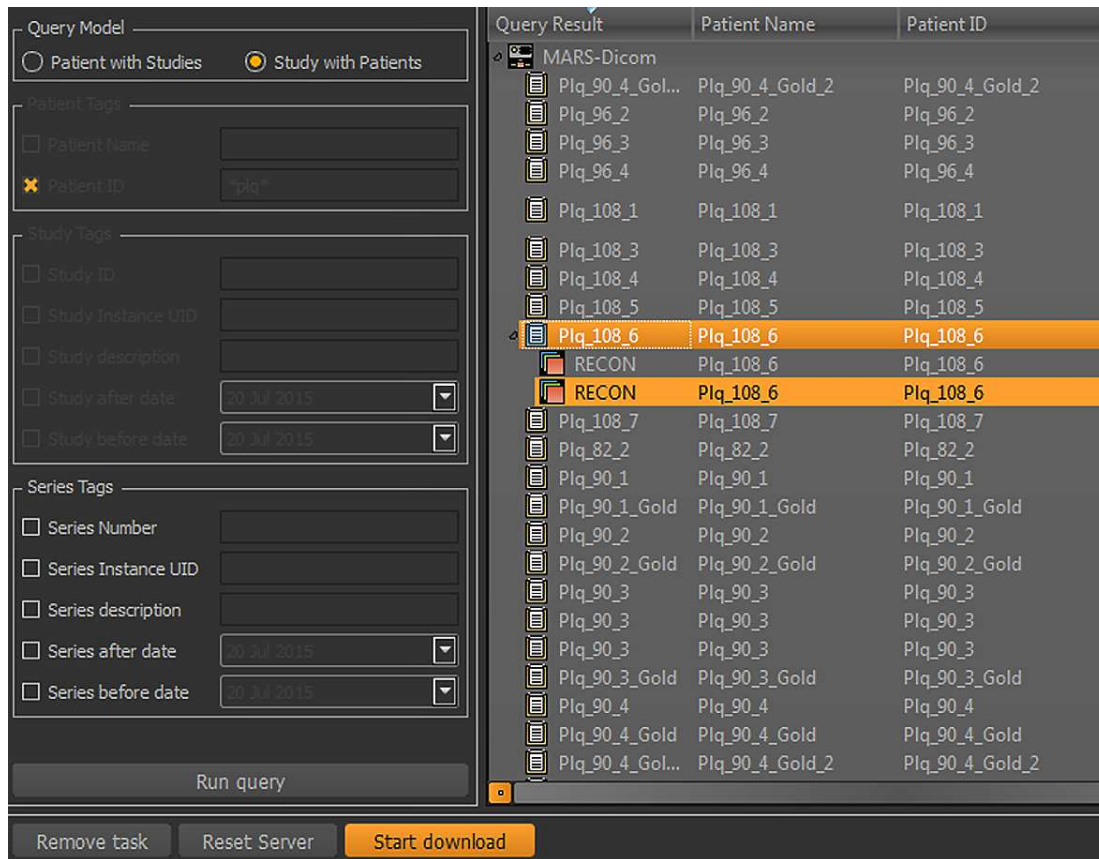 Query Model
Patient with Studies Study with Patients
Patient Tags
Patient Name
Patient ID *plq*
Study Tags
Study ID
Study Instance UID
Study description
Study after date 20 Jul 2015
Study before date 20 Jul 2015
Series Tags
Series Number
Series Instance UID
Series description
Series after date 20 Jul 2015
Series before date 20 Jul 2015
Run query
Query Result Patient Name Patient ID
MARS-Dicom
Plq_90_4_Gol... Plq_90_4_Gold_2 Plq_90_4_Gold_2
Plq_96_2 Plq_96_2 Plq_96_2
Plq_96_3 Plq_96_3 Plq_96_3
Plq_96_4 Plq_96_4 Plq_96_4
Plq_108_1 Plq_108_1 Plq_108_1
Plq_108_3 Plq_108_3 Plq_108_3
Plq_108_4 Plq_108_4 Plq_108_4
Plq_108_5 Plq_108_5 Plq_108_5
Plq_108_6 Plq_108_6 Plq_108_6
RECON Plq_108_6 Plq_108_6
RECON Plq_108_6 Plq_108_6
Plq_108_7 Plq_108_7 Plq_108_7
Plq_82_2 Plq_82_2 Plq_82_2
Plq_90_1 Plq_90_1 Plq_90_1
Plq_90_1_Gold Plq_90_1_Gold Plq_90_1_Gold
Plq_90_2 Plq_90_2 Plq_90_2
Plq_90_2_Gold Plq_90_2_Gold Plq_90_2_Gold
Plq_90_3 Plq_90_3 Plq_90_3
Plq_90_3 Plq_90_3 Plq_90_3
Plq_90_3 Plq_90_3 Plq_90_3
Plq_90_3_Gold Plq_90_3_Gold Plq_90_3_Gold
Plq_90_4 Plq_90_4 Plq_90_4
Plq_90_4_Gold Plq_90_4_Gold Plq_90_4_Gold
Plq_90_4_Gol... Plq_90_4_Gold_2 Plq_90_4_Gold_2
Remove task Reset Server Start download